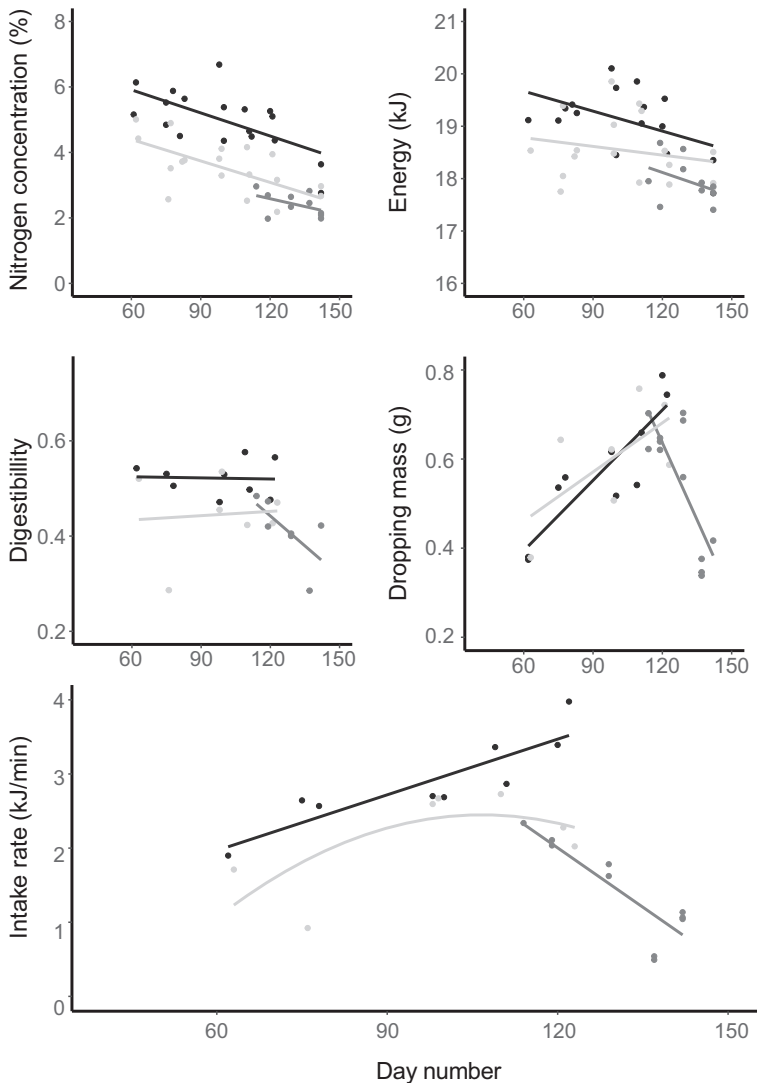 Nitrogen concentration (%)
8
6
4
2
0
60 90 120 150
Energy (kJ)
21
20
19
18
17
16
60 90 120 150
Digestibillity
0.6
0.4
0.2
60 90 120 150
Dropping mass (g)
0.8
0.6
0.4
0.2
60 90 120 150
Intake rate (kJ/min)
4
3
2
1
0
60 90 120 150
Day number